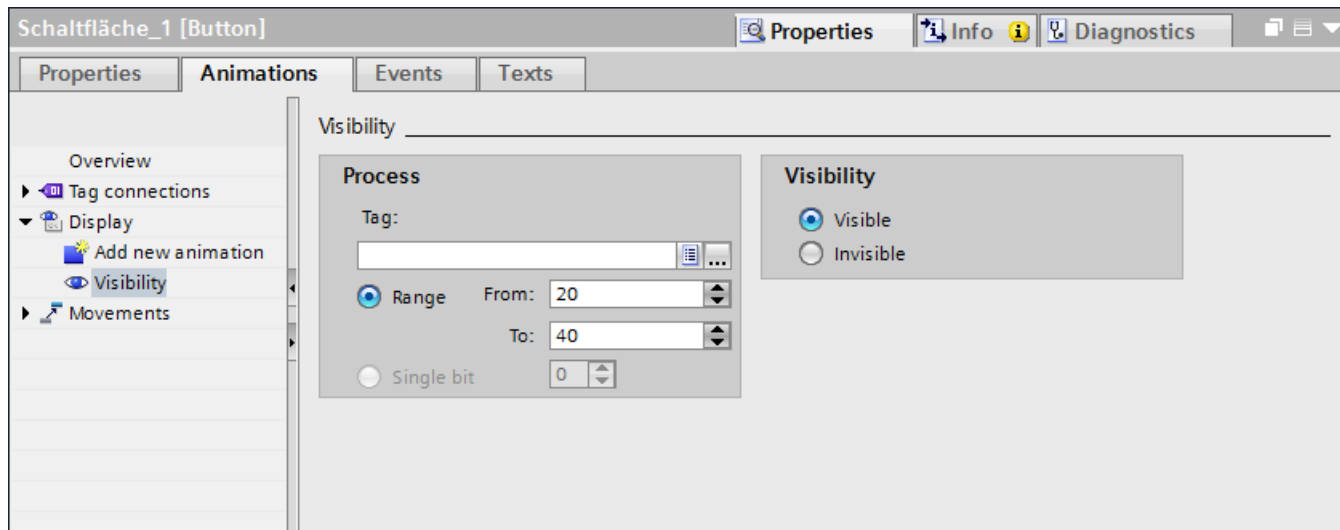 Schaltfläche_1 [Button]
Properties
Info
Diagnostics
Properties
Animations
Events
Texts
Overview
Tag connections
Display
Add new animation
Visibility
Movements
Visibility
Process
Tag:
...
Range From: 20
To: 40
Single bit 0
Visibility
Visible
Invisible